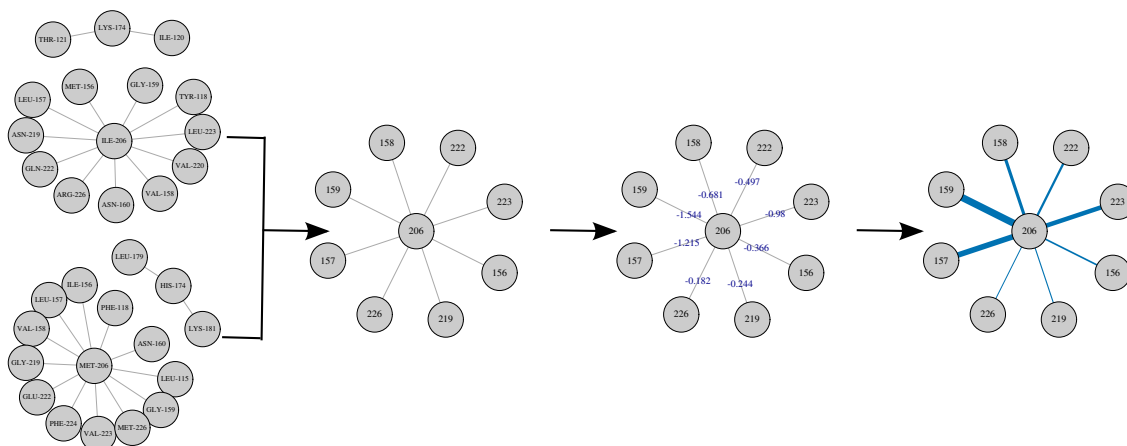 LYS-174
THR-121
ILE-120
MET-156
GLY-159
LEU-157
TYR-118
ASN-219
ILE-206
LEU-223
GLN-222
VAL-220
ARG-226
ASN-160
VAL-158
LEU-179
ILE-156
HIS-174
LEU-157
PHE-118
VAL-158
LYS-181
ASN-160
GLY-219
MET-206
LEU-115
GLU-222
GLY-159
PHE-224
VAL-223
MET-226
158
222
159
223
206
157
156
226
219
158
222
-0.497
-0.681
159
223
-1.544
-0.98
206
-1.215
-0.366
157
156
-0.182
-0.244
226
219
158
222
159
223
206
157
156
226
219